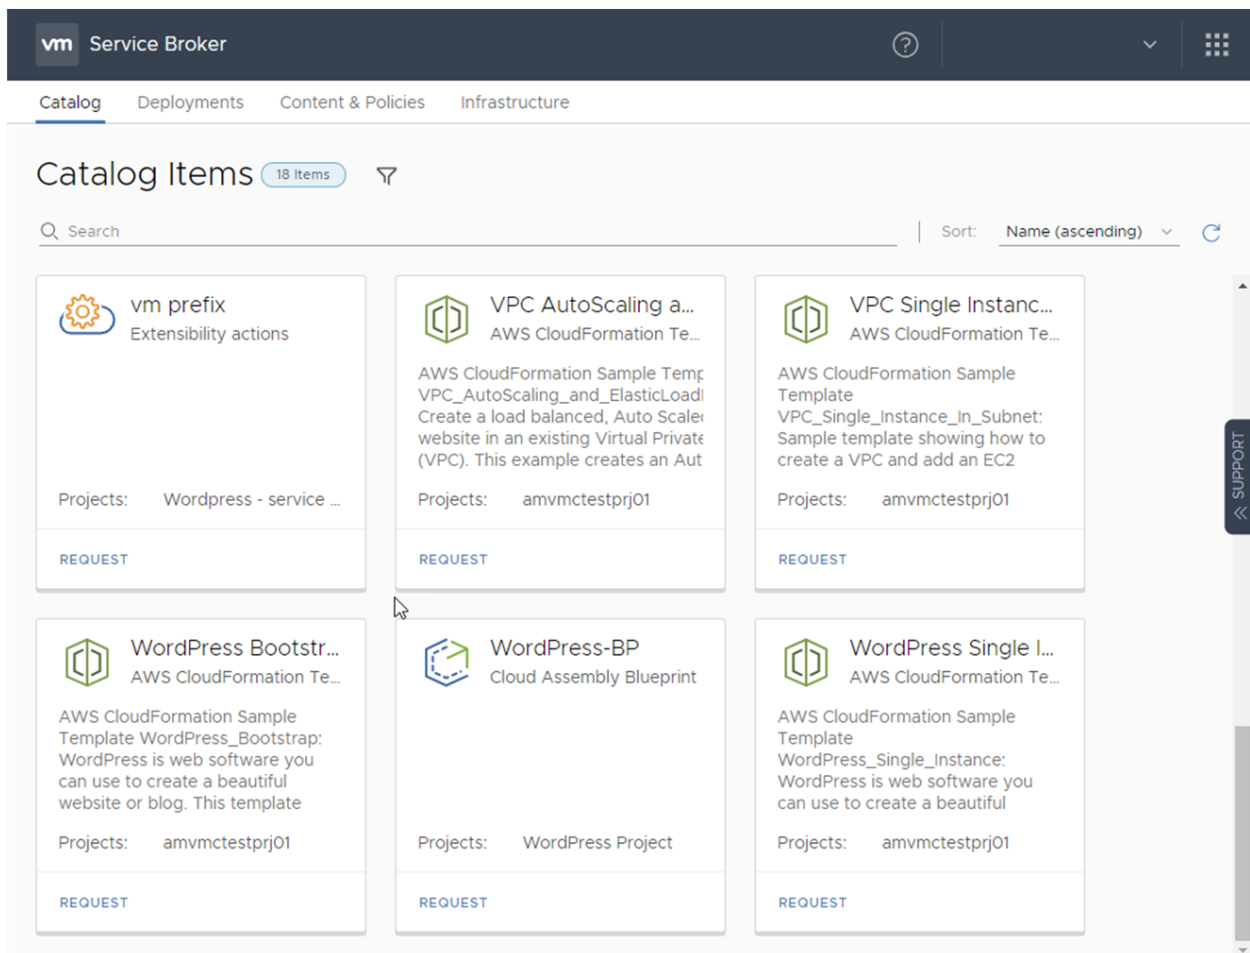 vm Service Broker
Catalog Deployments Content & Policies Infrastructure
Catalog Items 18 Items
Search Sort: Name (ascending)
vm prefix
Extensibility actions
Projects: Wordpress - service ...
REQUEST
VPC AutoScaling a...
AWS CloudFormation Te...
AWS CloudFormation Sample Temp
VPC_AutoScaling_and_ElasticLoad
Create a load balanced, Auto Scaled
website in an existing Virtual Private
(VPC). This example creates an Aut
Projects: amvmctestprj01
REQUEST
VPC Single Instanc...
AWS CloudFormation Te...
AWS CloudFormation Sample
Template
VPC_Single_Instance_In_Subnet:
Sample template showing how to
create a VPC and add an EC2
Projects: amvmctestprj01
REQUEST
SUPPORT
WordPress Bootstr...
AWS CloudFormation Te...
AWS CloudFormation Sample
Template WordPress_Bootstrap:
WordPress is web software you
can use to create a beautiful
website or blog. This template
Projects: amvmctestprj01
REQUEST
WordPress-BP
Cloud Assembly Blueprint
Projects: WordPress Project
REQUEST
WordPress Single I...
AWS CloudFormation Te...
AWS CloudFormation Sample
Template
WordPress_Single_Instance:
WordPress is web software you
can use to create a beautiful
Projects: amvmctestprj01
REQUEST